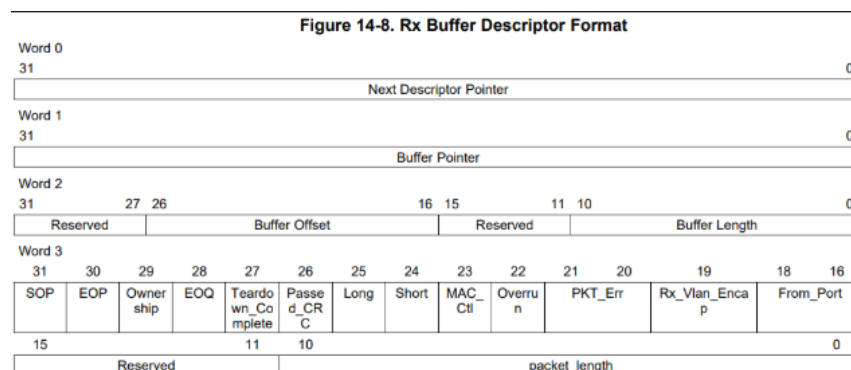 Figure 14-8. Rx Buffer Descriptor Format
Word 0
31 0
Next Descriptor Pointer
Word 1
31 0
Buffer Pointer
Word 2
31 27 26 16 15 11 10 0
Reserved Buffer Offset Reserved Buffer Length
Word 3
31 30 29 28 27 26 25 24 23 22 21 20 19 18 16
SOP EOP Owner EOQ Teardo Passe Long Short MAC_ Overru PKT_Err Rx_Vlan_Enca From_Port
ship wn_Co d_CR Ctl n p
mplete C
15 11 10 0
Reserved packet_length